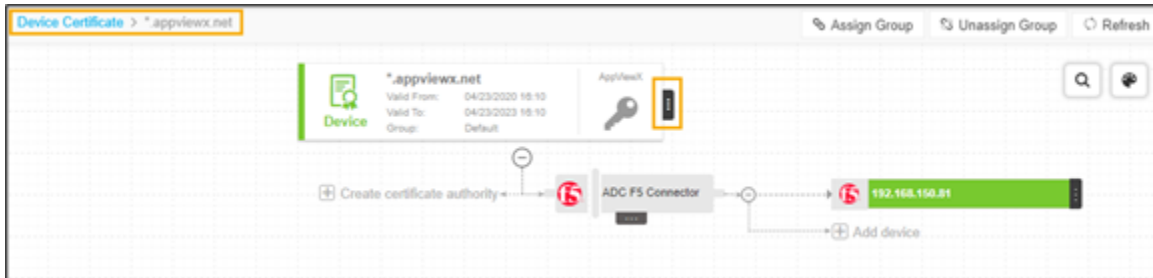 Device Certificate > *.appviewx.net
Assign Group Unassign Group Refresh
*.appviewx.net
Valid From: 04/23/2020 16:10
Valid To: 04/23/2023 16:10
Group: Default
Device
AppViewX
Create certificate authority
f5
ADC F5 Connector
f5
192.168.150.81
Add device